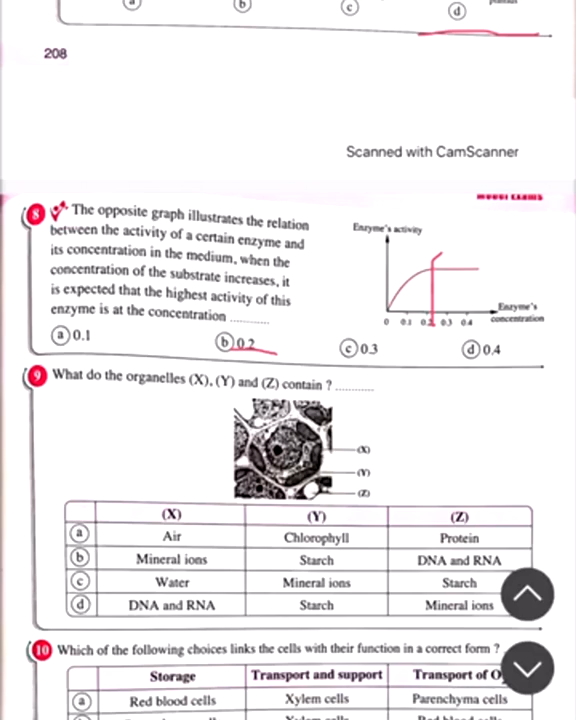 a b c d
208
Scanned with CamScanner
8 The opposite graph illustrates the relation
between the activity of a certain enzyme and
its concentration in the medium, when the
concentration of the substrate increases, it
is expected that the highest activity of this
enzyme is at the concentration ............
Enzyme's activity
Enzyme's
concentration
0 0.1 0.2 0.3 0.4
a 0.1 b 0.2 c 0.3 d 0.4
9 What do the organelles (X), (Y) and (Z) contain ? ............
(X)
(Y)
(Z)
(X) (Y) (Z)
a Air Chlorophyll Protein
b Mineral ions Starch DNA and RNA
c Water Mineral ions Starch
d DNA and RNA Starch Mineral ions
10 Which of the following choices links the cells with their function in a correct form ?
Storage Transport and support Transport of O
a Red blood cells Xylem cells Parenchyma cells